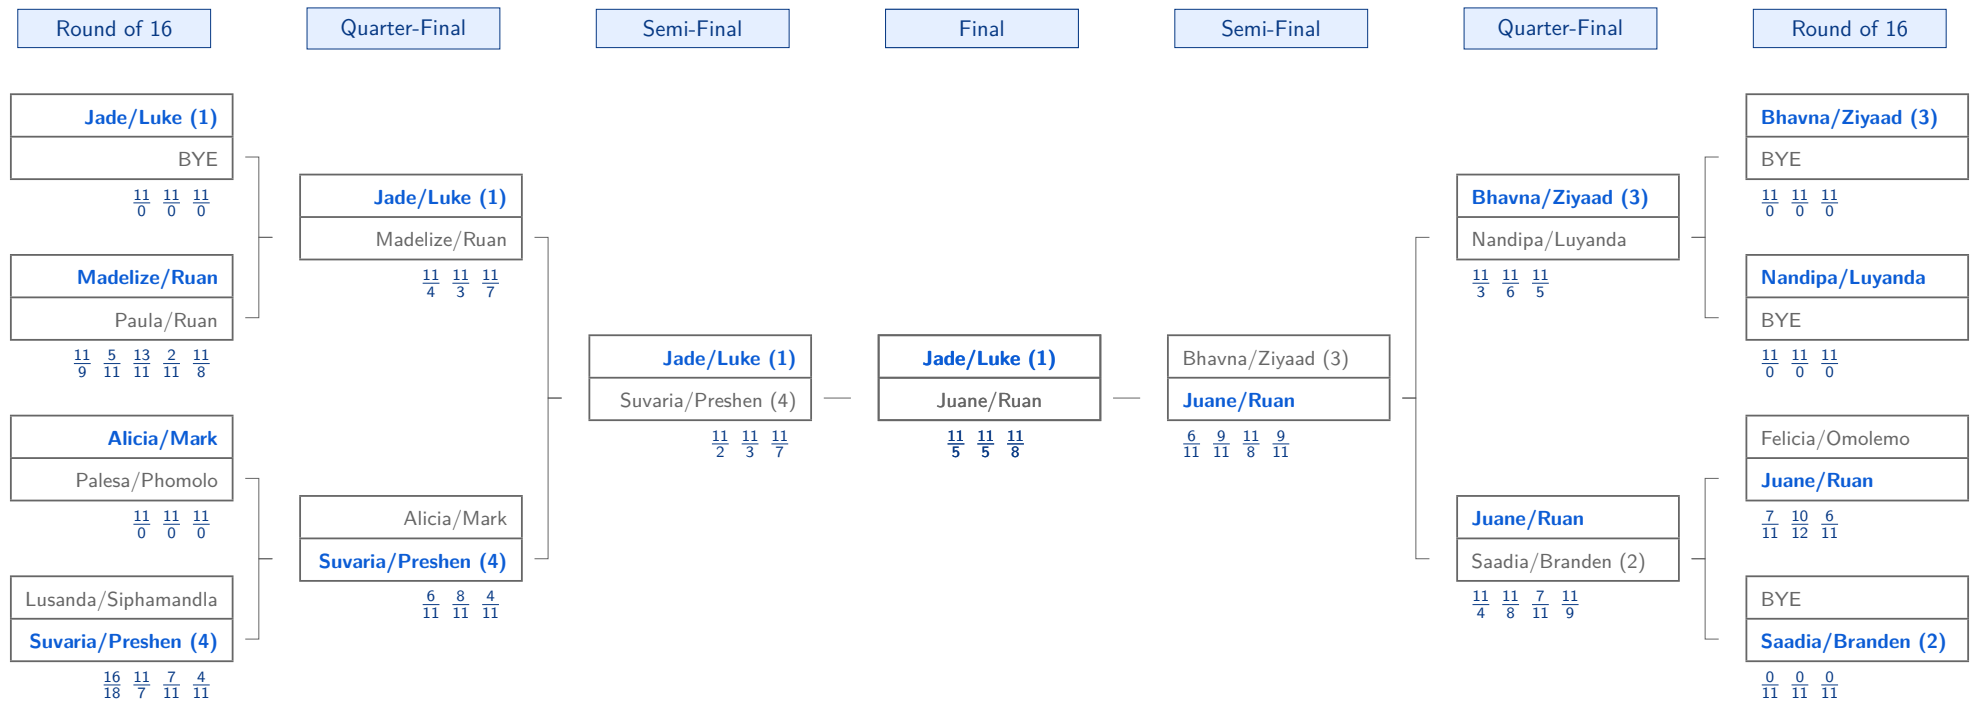 Round of 16
Quarter-Final
Semi-Final
Final
Semi-Final
Quarter-Final
Round of 16
Jade/Luke (1)
BYE
11 11 11
0 0 0
Madelize/Ruan
Paula/Ruan
11 5 13 2 11
9 11 11 11 8
Alicia/Mark
Palesa/Phomolo
11 11 11
0 0 0
Lusanda/Siphamandla
Suvaria/Preshen (4)
16 11 7 4
18 7 11 11
Jade/Luke (1)
Madelize/Ruan
11 11 11
4 3 7
Alicia/Mark
Suvaria/Preshen (4)
6 8 4
11 11 11
Jade/Luke (1)
Suvaria/Preshen (4)
11 11 11
2 3 7
Jade/Luke (1)
Juane/Ruan
11 11 11
5 5 8
Bhavna/Ziyaad (3)
Juane/Ruan
6 9 11 9
11 11 8 11
Bhavna/Ziyaad (3)
Nandipa/Luyanda
11 11 11
3 6 5
Juane/Ruan
Saadia/Branden (2)
11 11 7 11
4 8 11 9
Bhavna/Ziyaad (3)
BYE
11 11 11
0 0 0
Nandipa/Luyanda
BYE
11 11 11
0 0 0
Felicia/Omolemo
Juane/Ruan
7 10 6
11 12 11
BYE
Saadia/Branden (2)
0 0 0
11 11 11